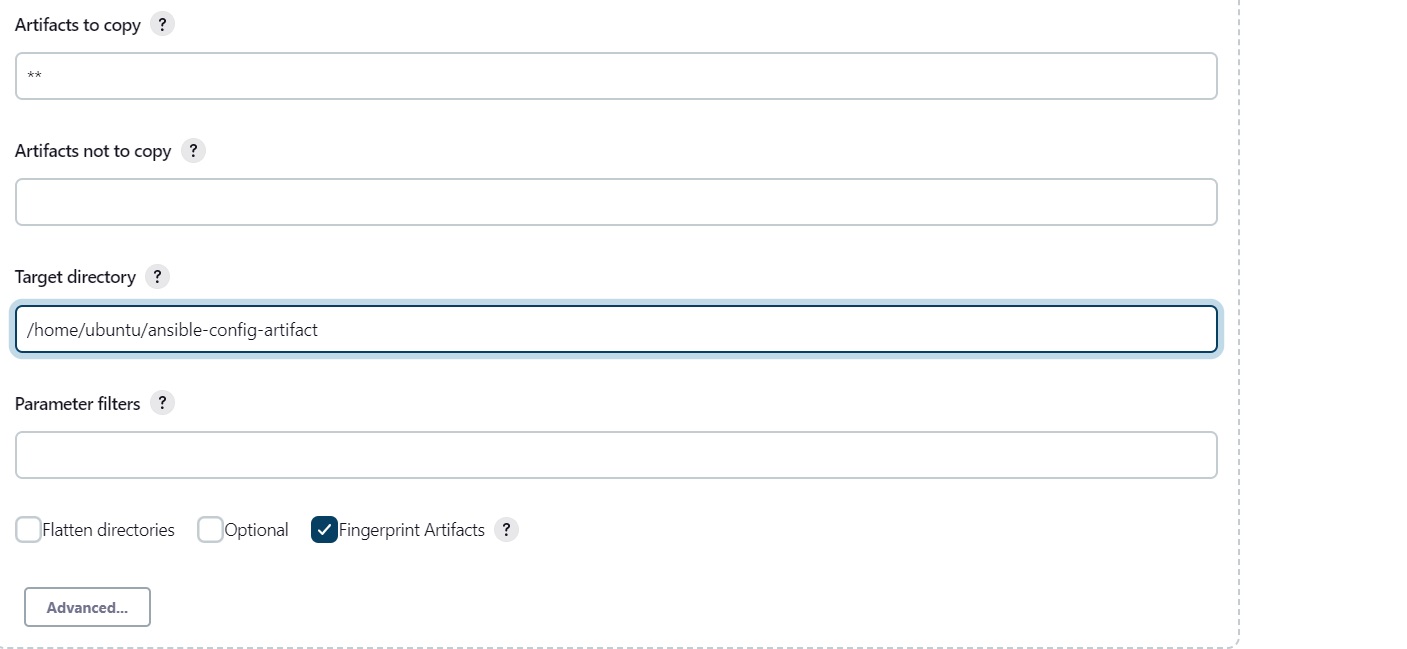 Artifacts to copy ?
**
Artifacts not to copy ?
Target directory ?
/home/ubuntu/ansible-config-artifact
Parameter filters ?
Flatten directories Optional Fingerprint Artifacts ?
Advanced...